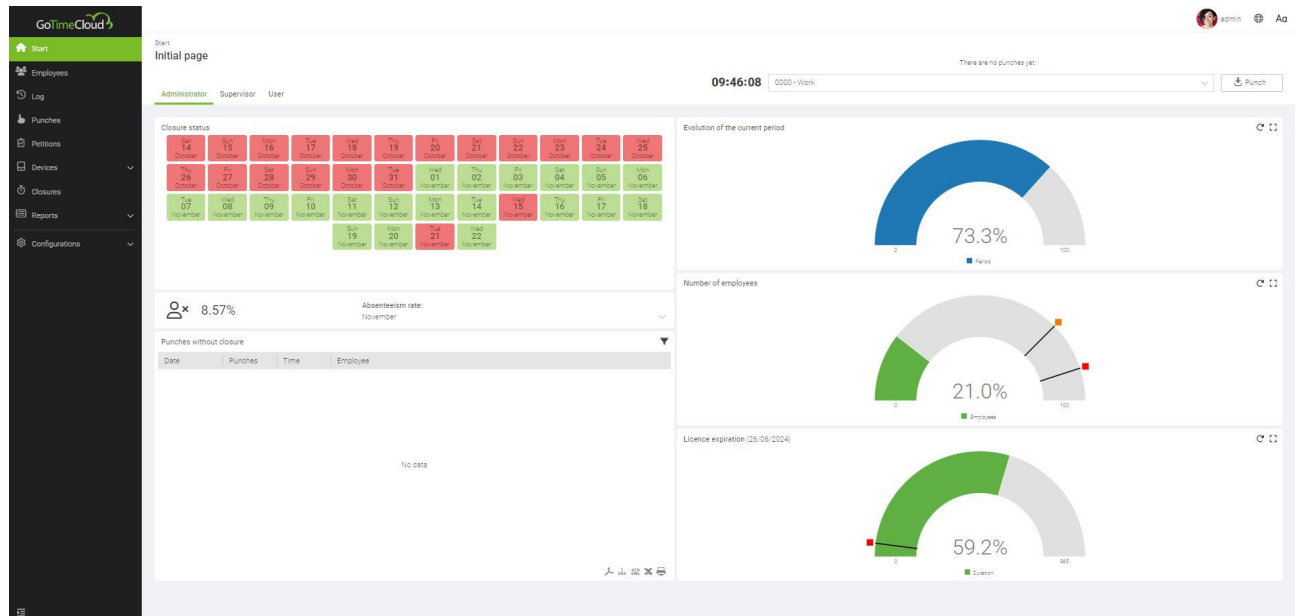 GoTimeCloud
admin Aa
Start
Employees
Log
Punches
Petitions
Devices
Closures
Reports
Configurations
Start
Initial page
There are no punches yet
09:46:08 0000 - Work Punch
Administrator Supervisor User
Closure status
Sat Sun Mon Tue Wed Thu Fri Sat Sun Mon Tue Wed
14 15 16 17 18 19 20 21 22 23 24 25
October October October October October October October October October October October October
Thu Fri Sat Sun Mon Tue Wed Thu Fri Sat Sun Mon
26 27 28 29 30 31 01 02 03 04 05 06
October October October October October October November November November November November November
Tue Wed Thu Fri Sat Sun Mon Tue Wed Thu Fri Sat
07 08 09 10 11 12 13 14 15 16 17 18
November November November November November November November November November November November November
Sun Mon Tue Wed
19 20 21 22
November November November November
8.57%
Absenteeism rate:
November
Punches without closure
Date Punches Time Employee
No data
Evolution of the current period
73.3%
0 100
Period
Number of employees
21.0%
0 100
Employees
Licence expiration (26/06/2024)
59.2%
0 365
Duration